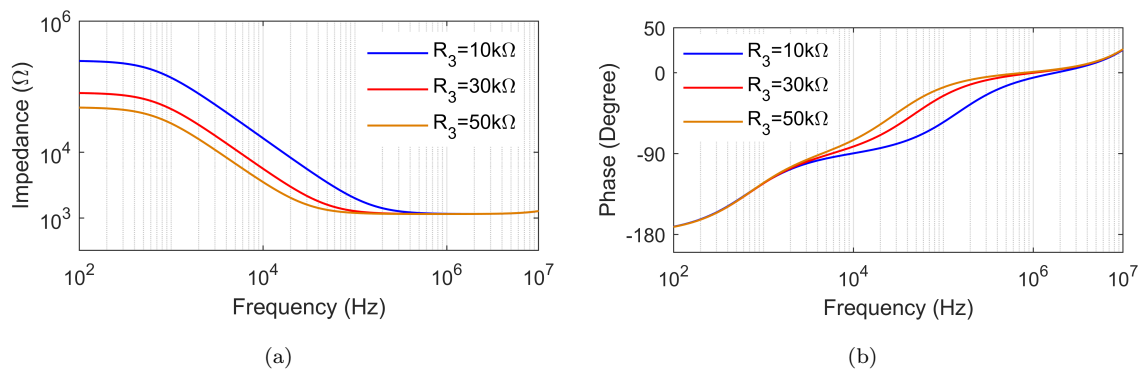 10^6
10^4
10^3
Impedance (Ω)
R_3=10kΩ
R_3=30kΩ
R_3=50kΩ
10^2 10^4 10^6 10^7
Frequency (Hz)
(a)
50
0
-90
-180
Phase (Degree)
R_3=10kΩ
R_3=30kΩ
R_3=50kΩ
10^2 10^4 10^6 10^7
Frequency (Hz)
(b)